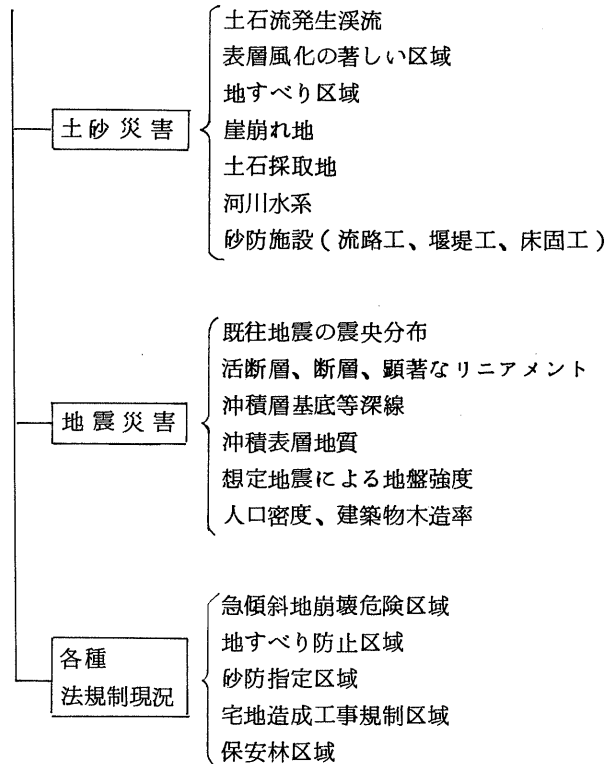 土砂災害
土石流発生渓流
表層風化の著しい区域
地すべり区域
崖崩れ地
土石採取地
河川水系
砂防施設(流路工、堰堤工、床固工)
地震災害
既往地震の震央分布
活断層、断層、顕著なリニアメント
沖積層基底等深線
沖積表層地質
想定地震による地盤強度
人口密度、建築物木造率
各種
法規制現況
急傾斜地崩壊危険区域
地すべり防止区域
砂防指定区域
宅地造成工事規制区域
保安林区域